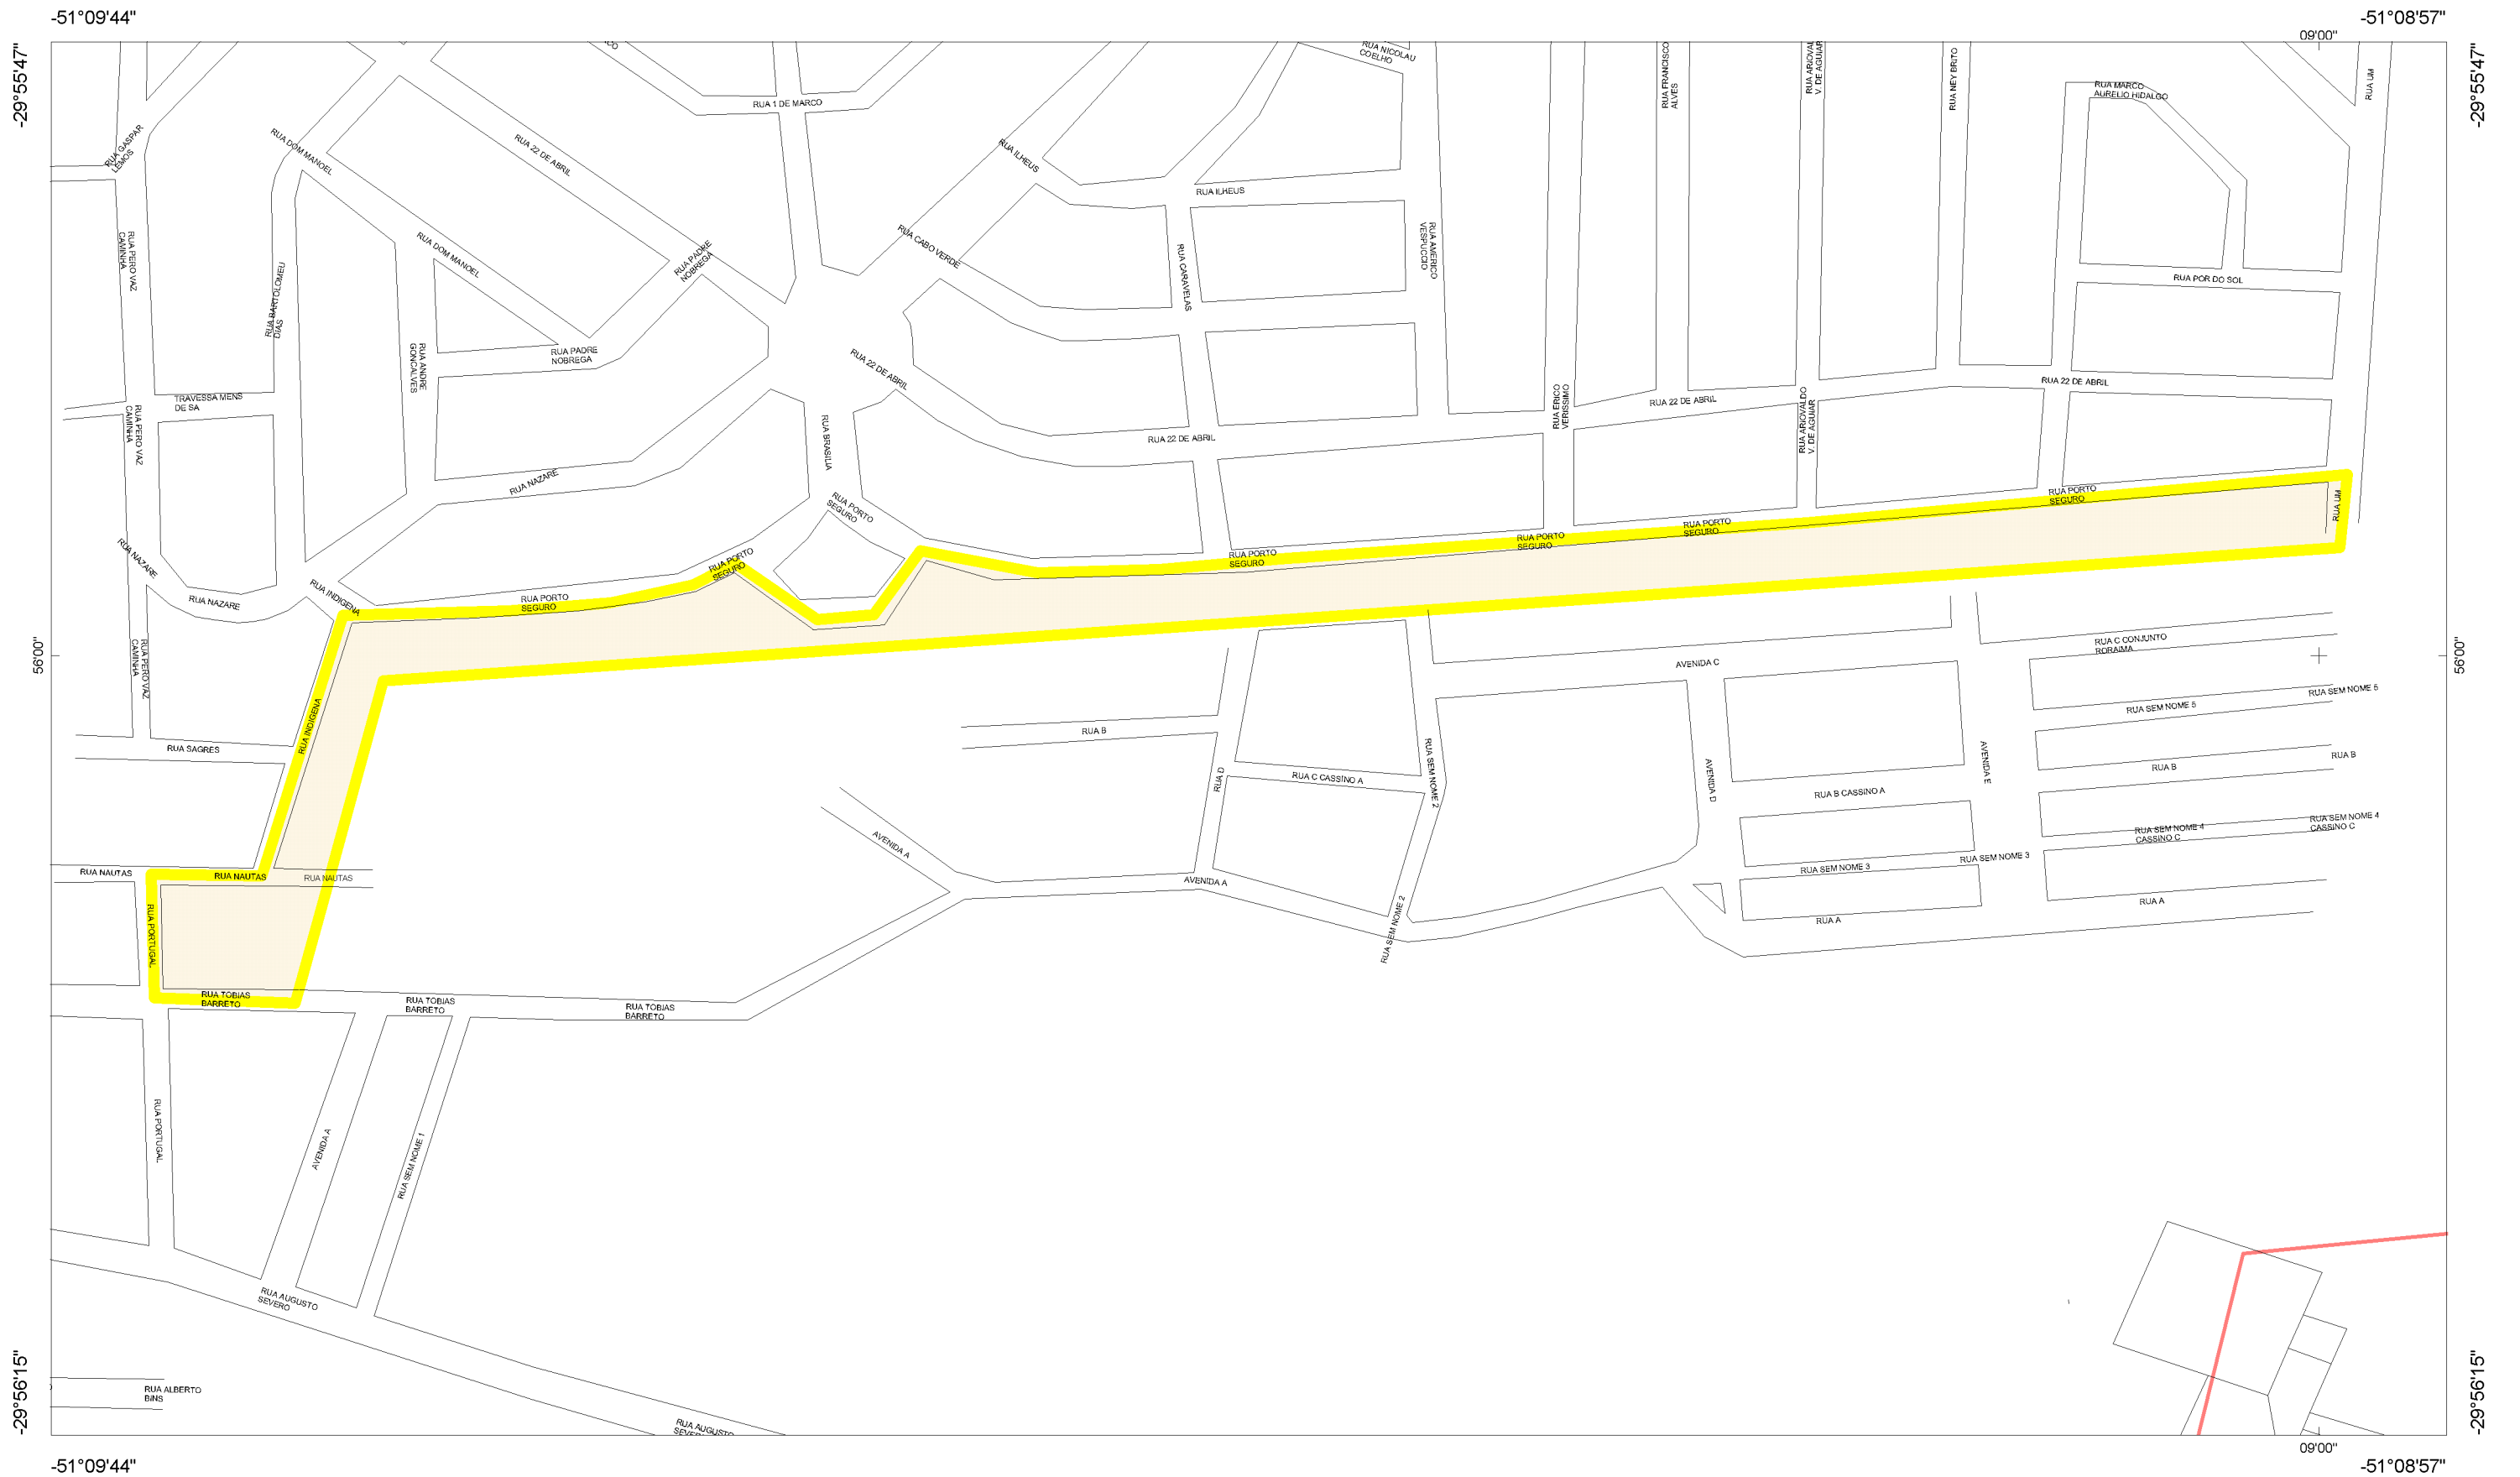 -51°09'44"
-51°08'57"
-29°55'47"
-29°55'47"
09'00"
RUA NICOLAU
COELHO
RUA FRANCISCO
ALVES
V. DE AGUIAR
RUA NEY BRITO
RUA UM
RUA MARCO
AURELIO HIDALGO
RUA 1 DE MARCO
RUA GASPAR
LEMOS
RUA DOM MANOEL
RUA 22 DE ABRIL
RUA ILHEUS
RUA ILHEUS
RUA PERO VAZ
CAMINHA
RUA BARTOLOMEU
DIAS
RUA DOM MANOEL
RUA PADRE
NOBREGA
RUA CABO VERDE
RUA CARAVELAS
RUA AMERICO
VESPUCCIO
RUA POR DO SOL
RUA ANDRE
GONCALVES
RUA PADRE
NOBREGA
RUA 22 DE ABRIL
RUA 22 DE ABRIL
TRAVESSA MENS
DE SA
RUA PERO VAZ
CAMINHA
RUA ERICO
VERISSIMO
RUA 22 DE ABRIL
RUA ARIOVALDO
V. DE AGUIAR
RUA BRASILIA
RUA 22 DE ABRIL
RUA NAZARE
RUA PORTO
SEGURO
RUA PORTO
SEGURO
RUA UM
RUA PORTO
SEGURO
RUA PORTO
SEGURO
RUA PORTO
SEGURO
RUA PORTO
SEGURO
RUA NAZARE
RUA NAZARE
RUA INDIGENA
RUA PORTO
SEGURO
56'00"
RUA PERO VAZ
CAMINHA
RUA C CONJUNTO
RORAIMA
56'00"
AVENIDA C
RUA SEM NOME 5
RUA SEM NOME 5
RUA INDIGENA
RUA B
RUA SAGRES
RUA D
RUA C CASSINO A
RUA SEM NOME 2
AVENIDA D
AVENIDA E
RUA B
RUA B
RUA B CASSINO A
RUA SEM NOME 4
CASSINO C
RUA SEM NOME 4
CASSINO C
AVENIDA A
RUA SEM NOME 3
RUA SEM NOME 3
RUA NAUTAS
RUA NAUTAS
RUA NAUTAS
AVENIDA A
RUA A
RUA A
RUA PORTUGAL
RUA SEM NOME 2
RUA TOBIAS
BARRETO
RUA TOBIAS
BARRETO
RUA TOBIAS
BARRETO
RUA PORTUGAL
AVENIDA A
RUA SEM NOME 1
RUA AUGUSTO
SEVERO
RUA ALBERTO
BINS
RUA AUGUSTO
-29°56'15"
-29°56'15"
09'00"
-51°09'44"
-51°08'57"